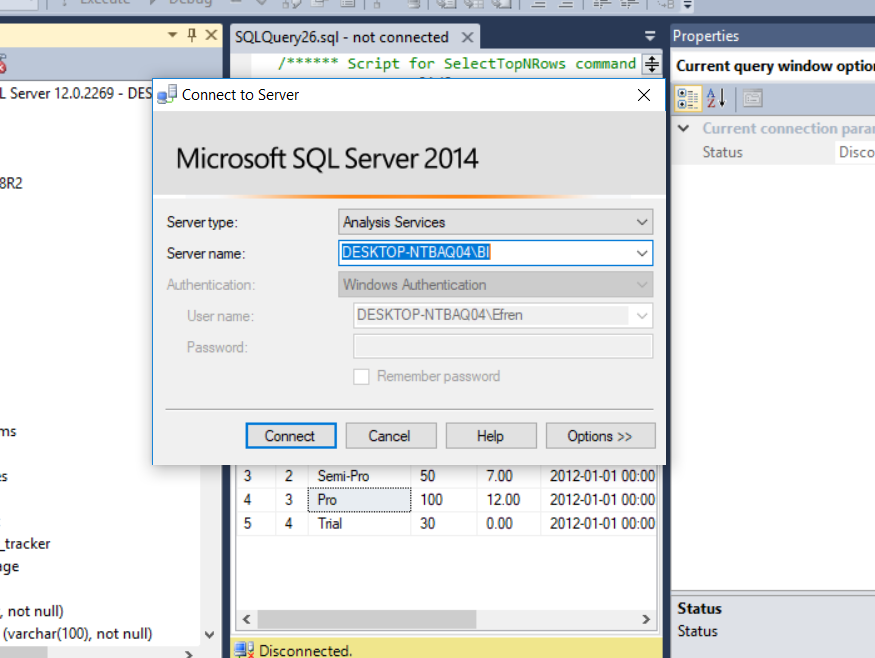 Execute Debug
SQLQuery26.sql - not connected
Properties
/****** Script for SelectTopNRows command
Current query window optio
L Server 12.0.2269 - DES
Connect to Server
Current connection para
Status Disco
Microsoft SQL Server 2014
8R2
Server type: Analysis Services
Server name: DESKTOP-NTBAQ04\BI
Authentication: Windows Authentication
User name: DESKTOP-NTBAQ04\Efren
Password:
Remember password
ms
Connect Cancel Help Options >>
es
3 2 Semi-Pro 50 7.00 2012-01-01 00:00
4 3 Pro 100 12.00 2012-01-01 00:00
5 4 Trial 30 0.00 2012-01-01 00:00
_tracker
age
, not null)
Status
(varchar(100), not null)
Status
Disconnected.